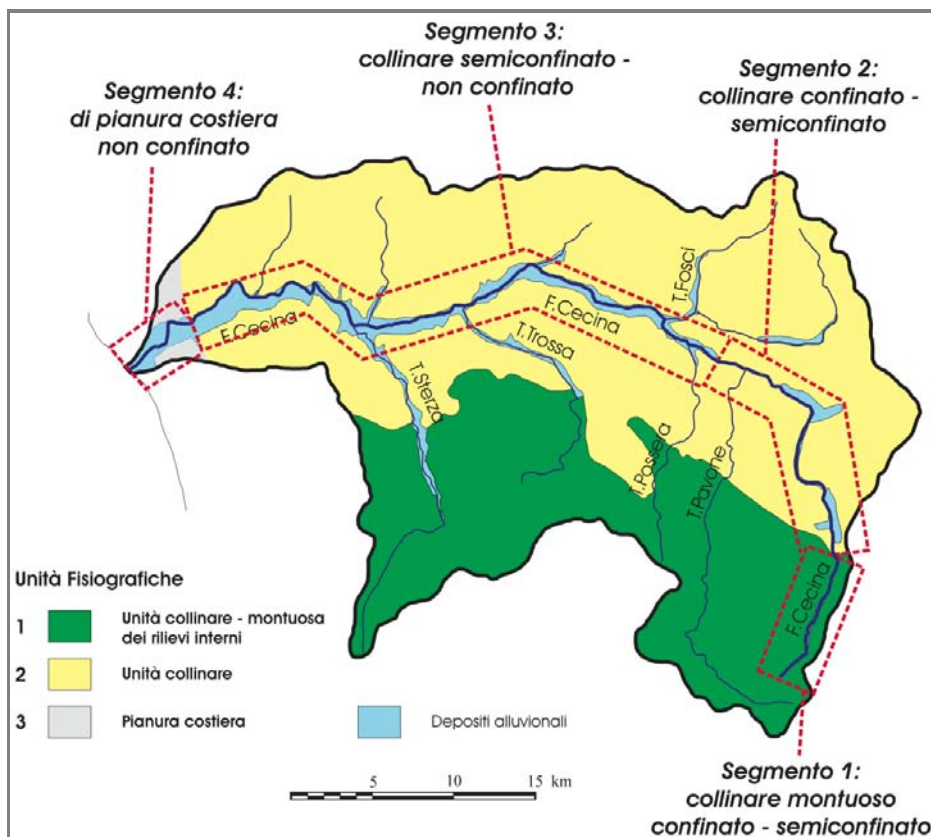 Segmento 3:
collinare semiconfinato -
non confinato
Segmento 2:
collinare confinato -
semiconfinato
Segmento 4:
di pianura costiera
non confinato
T.Fosci
F.Cecina
F.Cecina
T.Trossa
T.Sterza
T.Possera
T.Pavone
F.Cecina
Unità Fisiografiche
1 Unità collinare - montuosa
dei rilievi interni
2 Unità collinare
3 Pianura costiera
Depositi alluvionali
5 10 15 km
Segmento 1:
collinare montuoso
confinato - semiconfinato